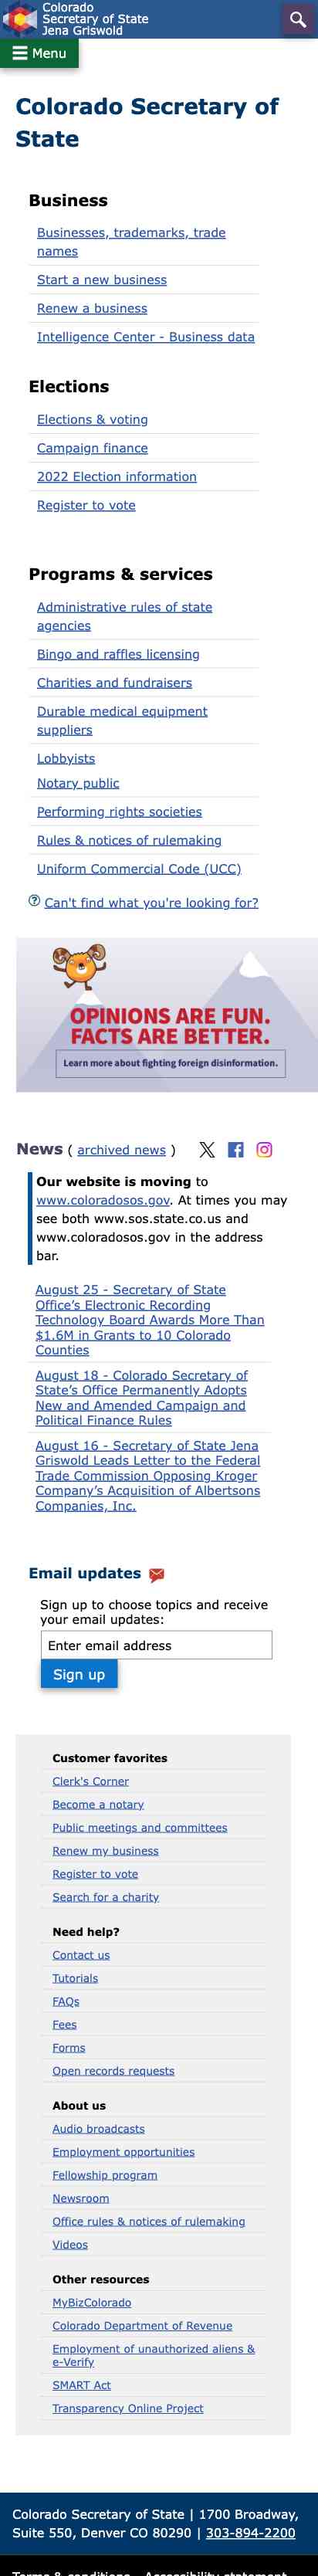 Colorado
Secretary of State
Jena Griswold
Menu
Colorado Secretary of
State
Business
Businesses, trademarks, trade
names
Start a new business
Renew a business
Intelligence Center - Business data
Elections
Elections & voting
Campaign finance
2022 Election information
Register to vote
Programs & services
Administrative rules of state
agencies
Bingo and raffles licensing
Charities and fundraisers
Durable medical equipment
suppliers
Lobbyists
Notary public
Performing rights societies
Rules & notices of rulemaking
Uniform Commercial Code (UCC)
Can't find what you're looking for?
OPINIONS ARE FUN.
FACTS ARE BETTER.
Learn more about fighting foreign disinformation.
News ( archived news )
Our website is moving to
www.coloradosos.gov. At times you may
see both www.sos.state.co.us and
www.coloradosos.gov in the address
bar.
August 25 - Secretary of State
Office’s Electronic Recording
Technology Board Awards More Than
$1.6M in Grants to 10 Colorado
Counties
August 18 - Colorado Secretary of
State’s Office Permanently Adopts
New and Amended Campaign and
Political Finance Rules
August 16 - Secretary of State Jena
Griswold Leads Letter to the Federal
Trade Commission Opposing Kroger
Company’s Acquisition of Albertsons
Companies, Inc.
Email updates
Sign up to choose topics and receive
your email updates:
Enter email address
Sign up
Customer favorites
Clerk's Corner
Become a notary
Public meetings and committees
Renew my business
Register to vote
Search for a charity
Need help?
Contact us
Tutorials
FAQs
Fees
Forms
Open records requests
About us
Audio broadcasts
Employment opportunities
Fellowship program
Newsroom
Office rules & notices of rulemaking
Videos
Other resources
MyBizColorado
Colorado Department of Revenue
Employment of unauthorized aliens &
e-Verify
SMART Act
Transparency Online Project
Colorado Secretary of State | 1700 Broadway,
Suite 550, Denver CO 80290 | 303-894-2200
Terms & conditions Accessibility statement